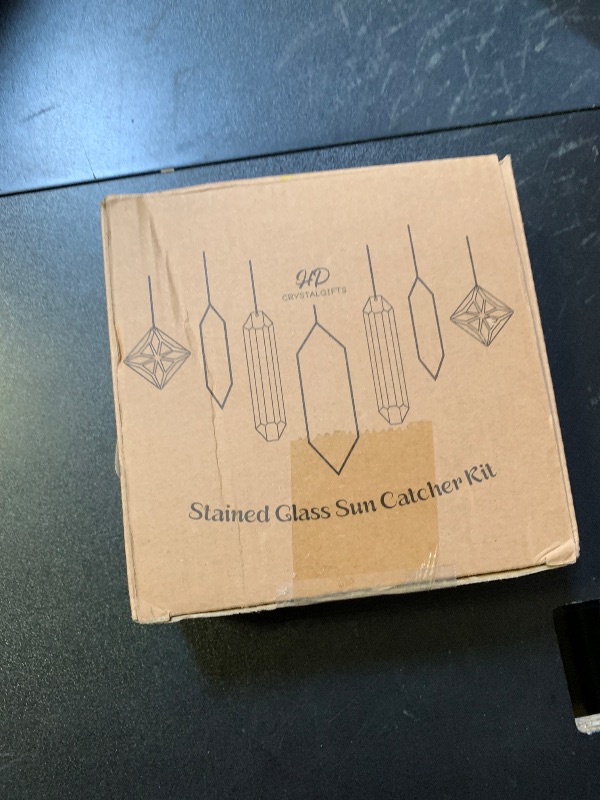 HD
CRYSTALGIFTS
Stained Glass Sun Catcher Kit